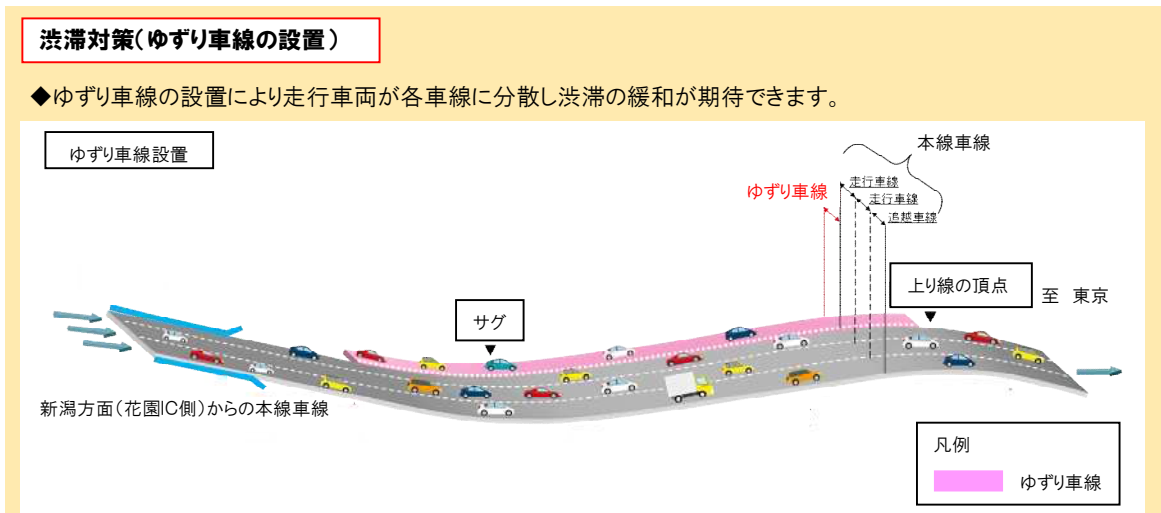 渋滞対策(ゆずり車線の設置)
◆ゆずり車線の設置により走行車両が各車線に分散し渋滞の緩和が期待できます。
ゆずり車線設置
本線車線
ゆずり車線
走行車線
走行車線
追越車線
上り線の頂点
至 東京
サグ
新潟方面(花園IC側)からの本線車線
凡例
ゆずり車線